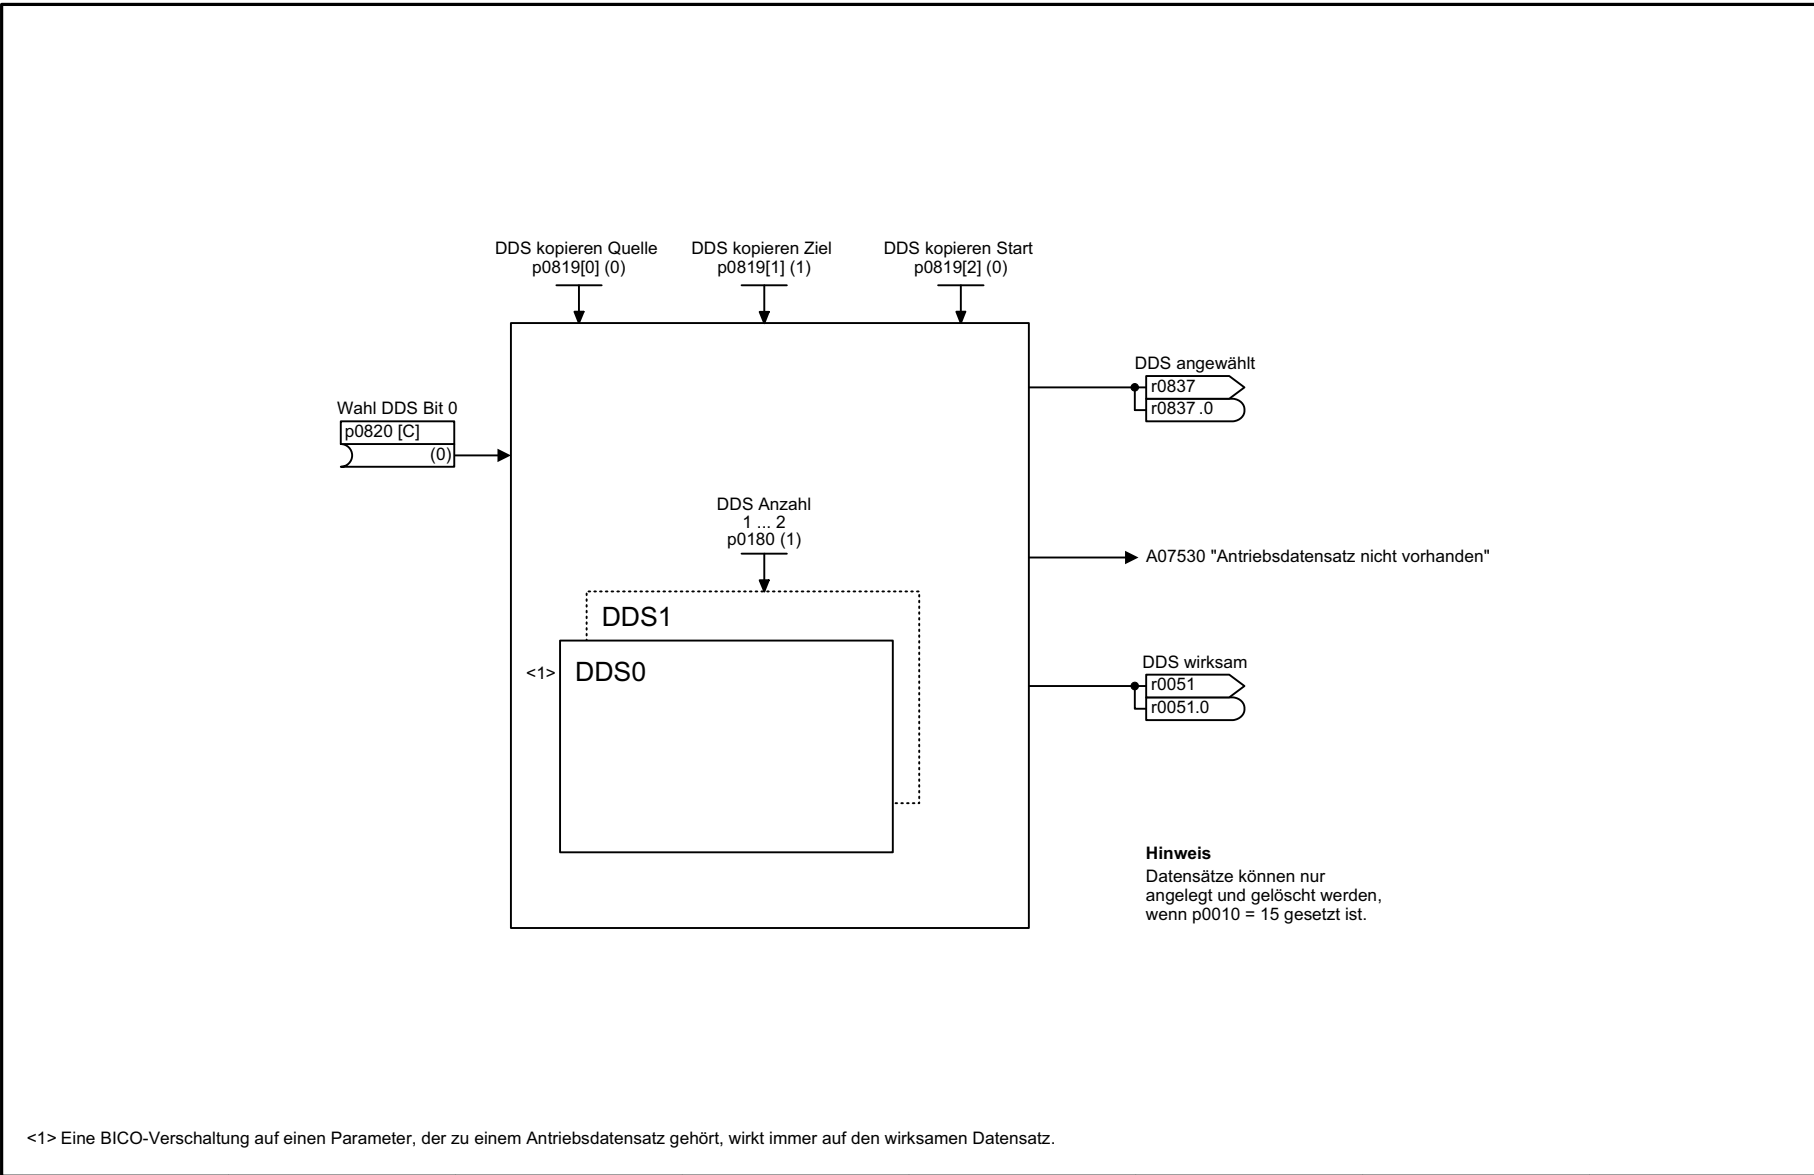 DDS kopieren Quelle
p0819[0] (0)
DDS kopieren Ziel
p0819[1] (1)
DDS kopieren Start
p0819[2] (0)
DDS angewählt
r0837
r0837 .0
Wahl DDS Bit 0
p0820 [C]
(0)
DDS Anzahl
1 ... 2
p0180 (1)
A07530 "Antriebsdatensatz nicht vorhanden"
DDS1
<1>
DDS0
DDS wirksam
r0051
r0051.0
Hinweis
Datensätze können nur
angelegt und gelöscht werden,
wenn p0010 = 15 gesetzt ist.
<1> Eine BICO-Verschaltung auf einen Parameter, der zu einem Antriebsdatensatz gehört, wirkt immer auf den wirksamen Datensatz.